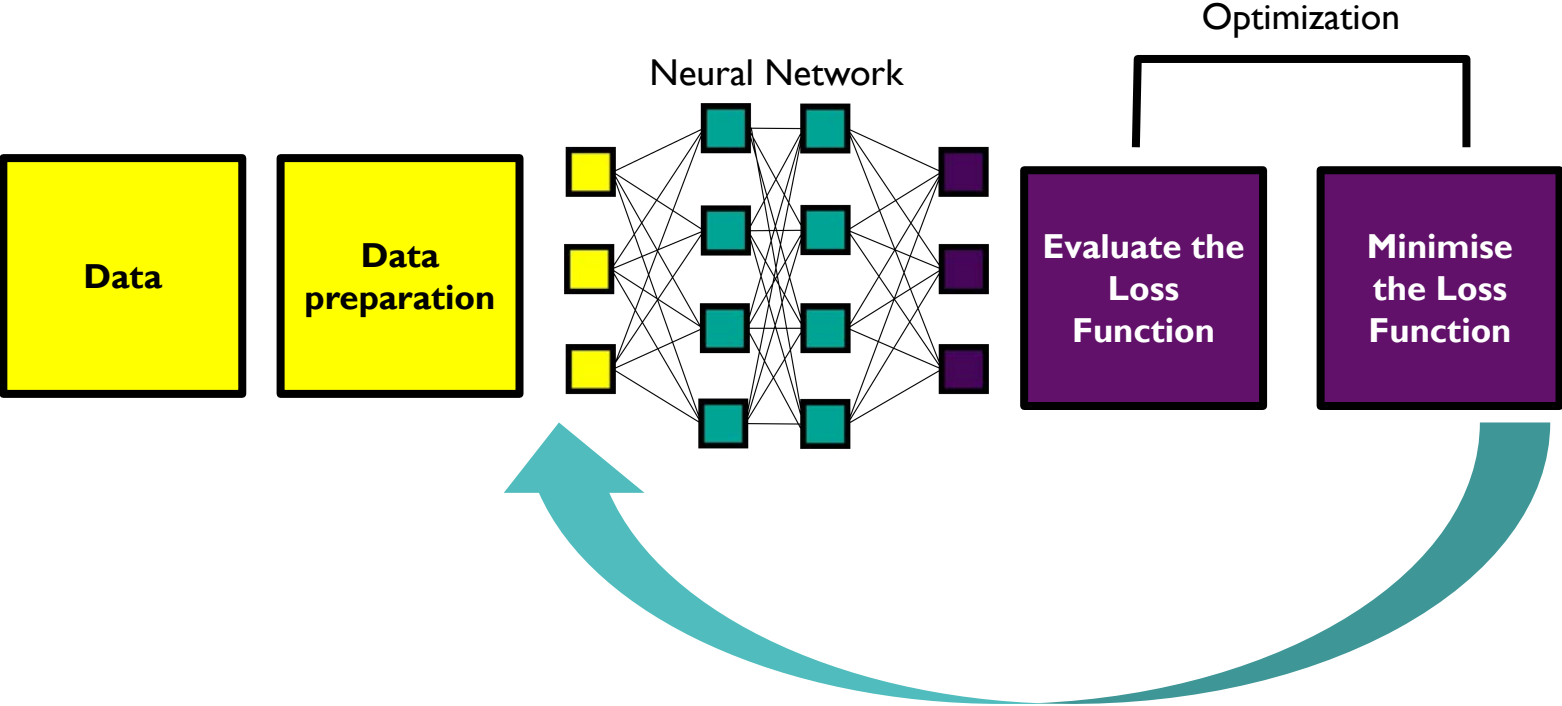 Optimization
Neural Network
Data
Data
preparation
Evaluate the
Loss
Function
Minimise
the Loss
Function